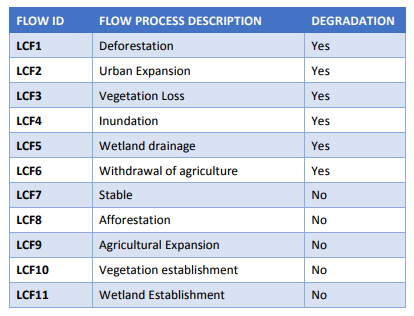 FLOW ID FLOW PROCESS DESCRIPTION DEGRADATION
LCF1 Deforestation Yes
LCF2 Urban Expansion Yes
LCF3 Vegetation Loss Yes
LCF4 Inundation Yes
LCF5 Wetland drainage Yes
LCF6 Withdrawal of agriculture Yes
LCF7 Stable No
LCF8 Afforestation No
LCF9 Agricultural Expansion No
LCF10 Vegetation establishment No
LCF11 Wetland Establishment No